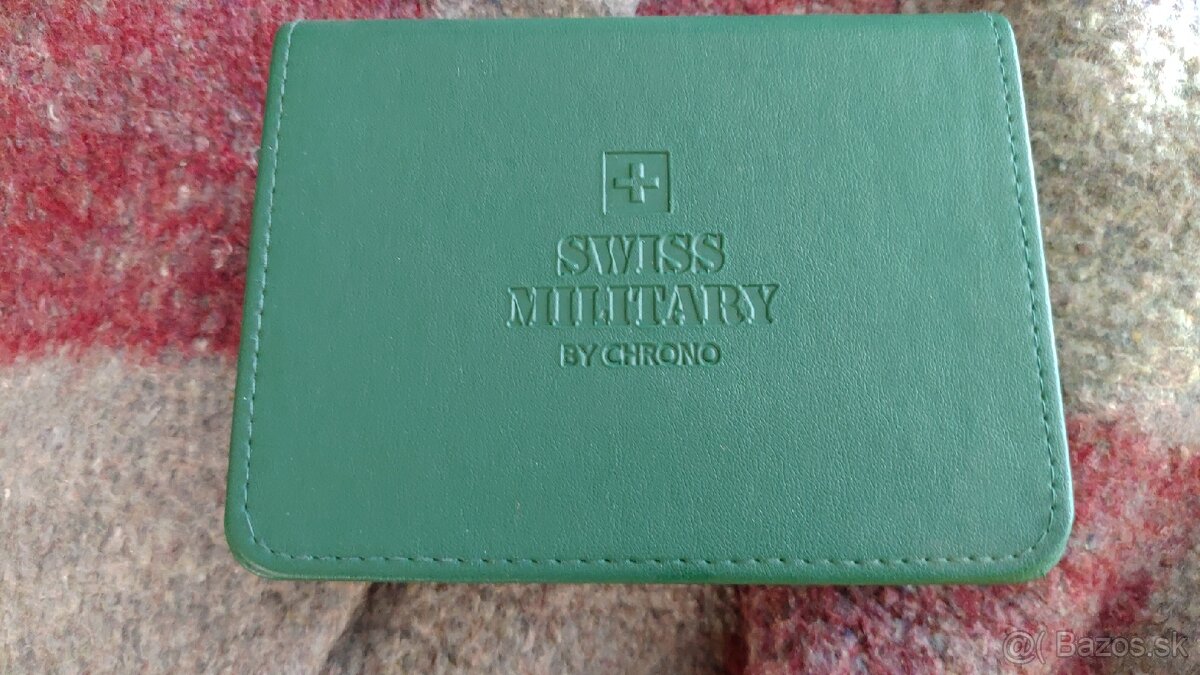 SWISS
MILITARY
BY CHRONO
@( Bazos.sk